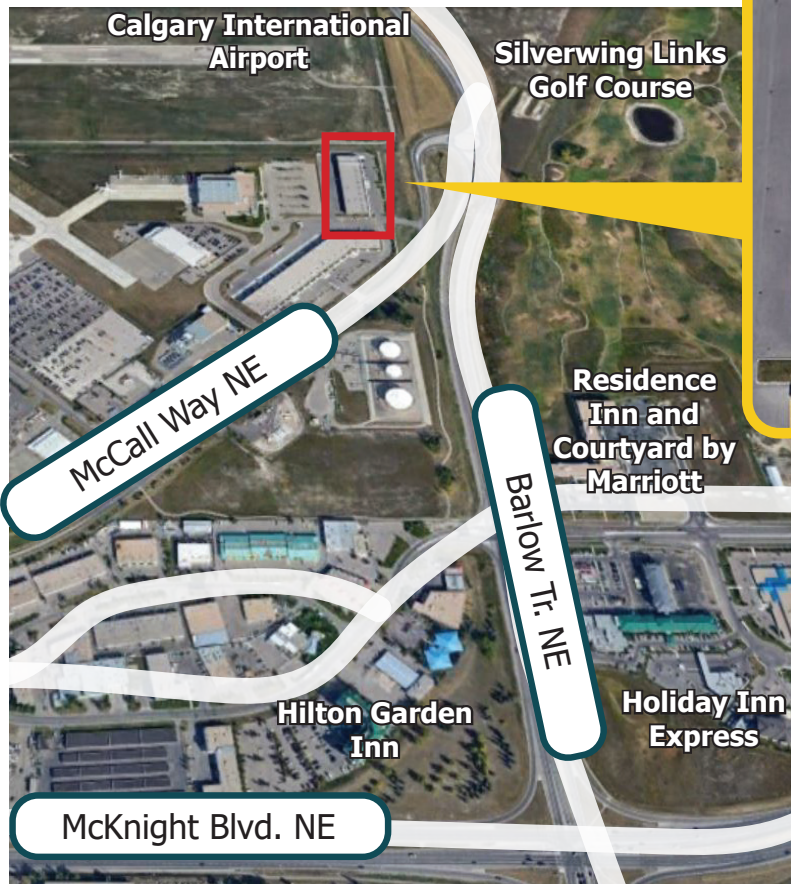 Calgary International
Airport
Silverwing Links
Golf Course
McCall Way NE
Residence
Inn and
Courtyard by
Marriott
Barlow Tr. NE
Hilton Garden
Inn
Holiday Inn
Express
McKnight Blvd. NE